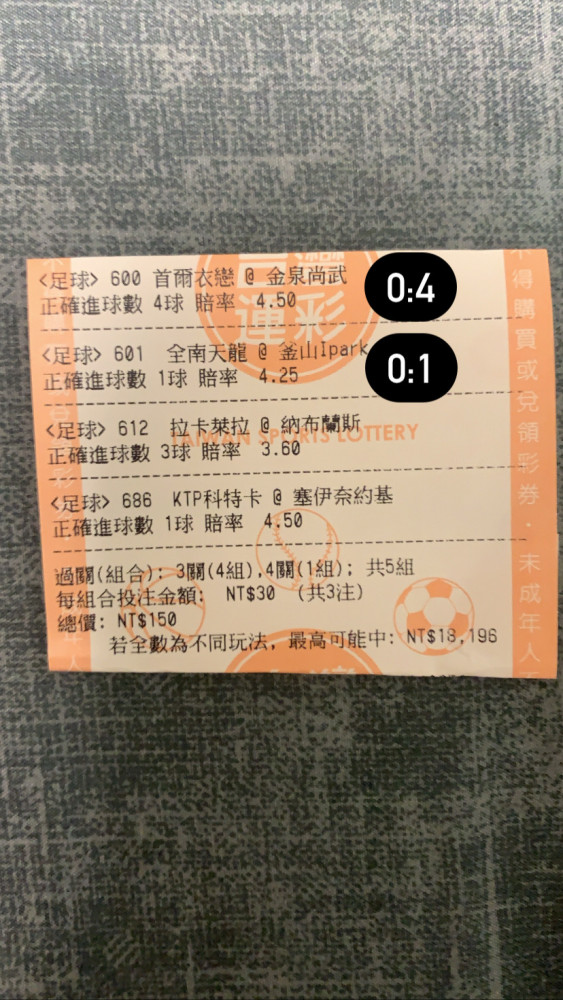 <足球> 600 首爾衣戀 @ 金泉尚武
正確進球數 4球 賠率 4.50
0:4
<足球> 601 全南天龍 @ 釜山Ipark
正確進球數 1球 賠率 4.25
0:1
<足球> 612 拉卡萊拉 @ 納布蘭斯
正確進球數 3球 賠率 3.60
TAIWAN SPORTS LOTTERY
<足球> 686 KTP科特卡 @ 塞伊奈約基
正確進球數 1球 賠率 4.50
過關(組合): 3關(4組),4關(1組); 共5組
每組合投注金額: NT$30 (共3注)
總價: NT$150
若全數為不同玩法, 最高可能中: NT$18,196
台灣
運彩
得購買或兌領彩券・未成年人